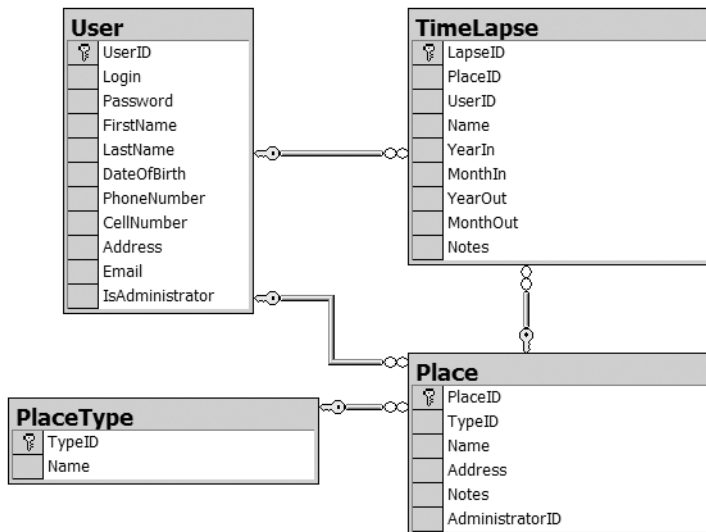 User
UserID
Login
Password
FirstName
LastName
DateOfBirth
PhoneNumber
CellNumber
Address
Email
IsAdministrator
TimeLapse
LapseID
PlaceID
UserID
Name
YearIn
MonthIn
YearOut
MonthOut
Notes
PlaceType
TypeID
Name
Place
PlaceID
TypeID
Name
Address
Notes
AdministratorID